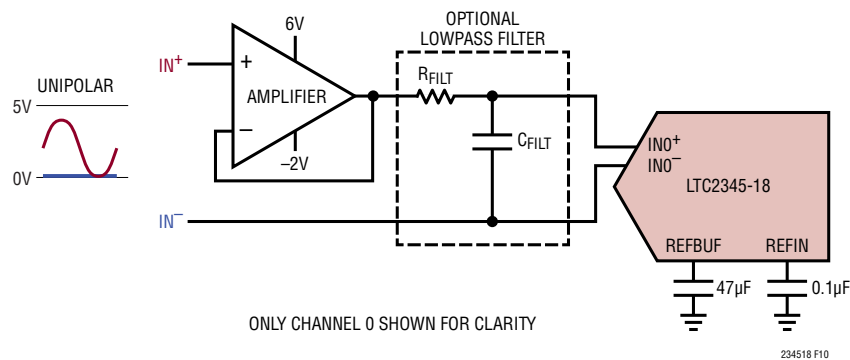 OPTIONAL
LOWPASS FILTER
6V
IN+
+
AMPLIFIER
–
–2V
RFILT
CFILT
UNIPOLAR
5V
0V
IN–
IN0+
IN0–
LTC2345-18
REFBUF
REFIN
47µF
0.1µF
ONLY CHANNEL 0 SHOWN FOR CLARITY
234518 F10